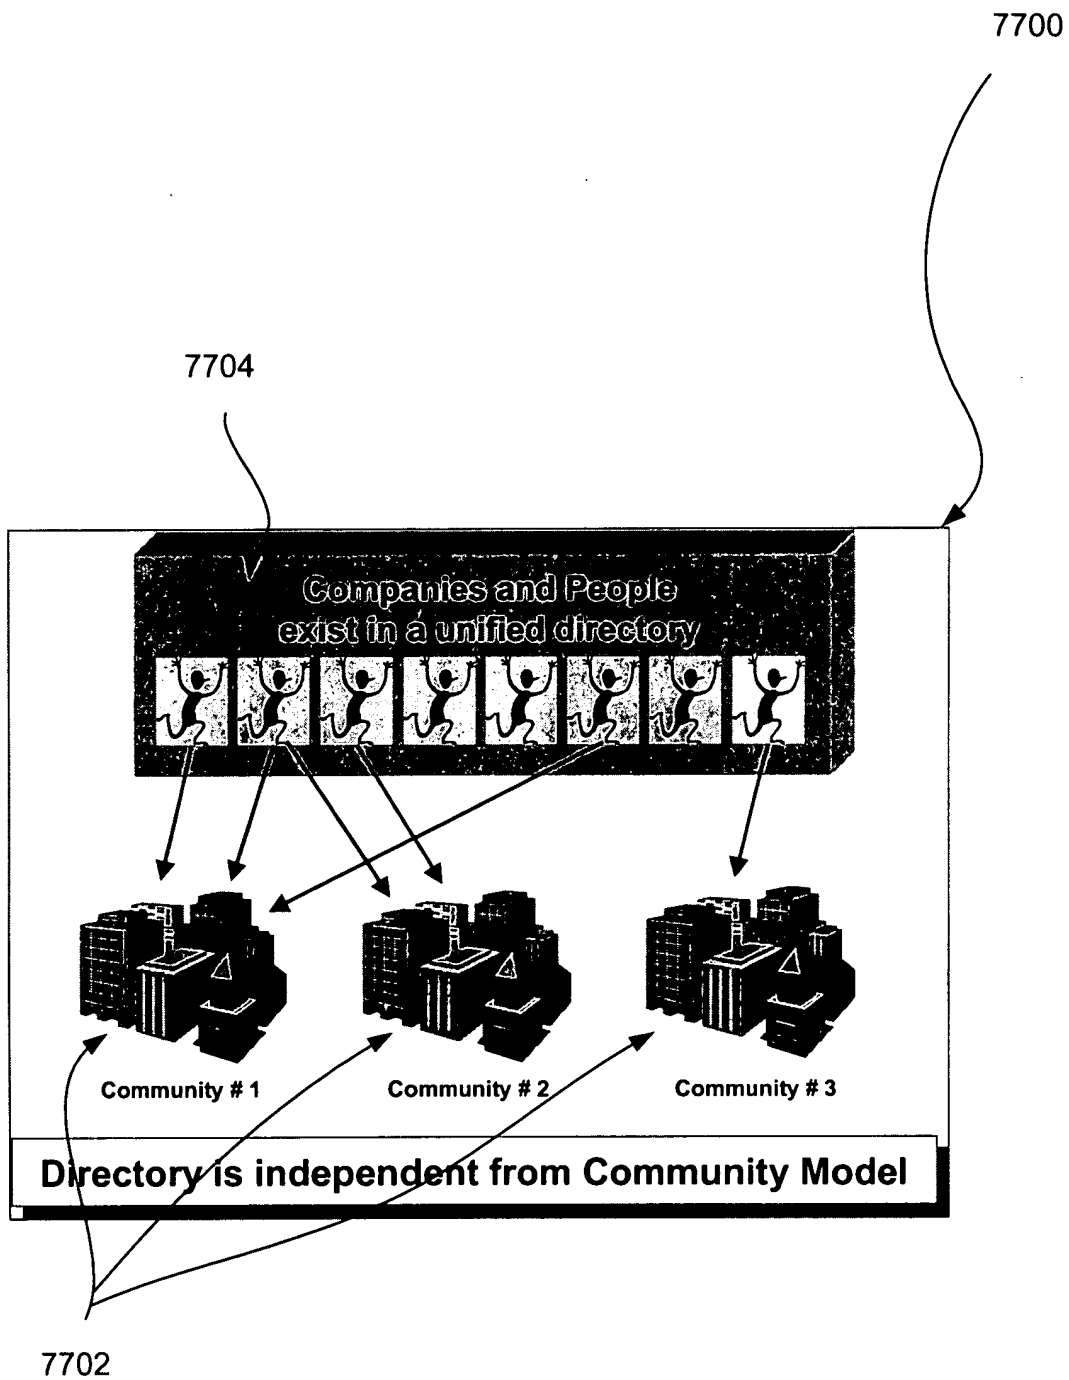 7700
7704
Companies and People
exist in a unified directory
Community # 1
Community # 2
Community # 3
Directory is independent from Community Model
7702